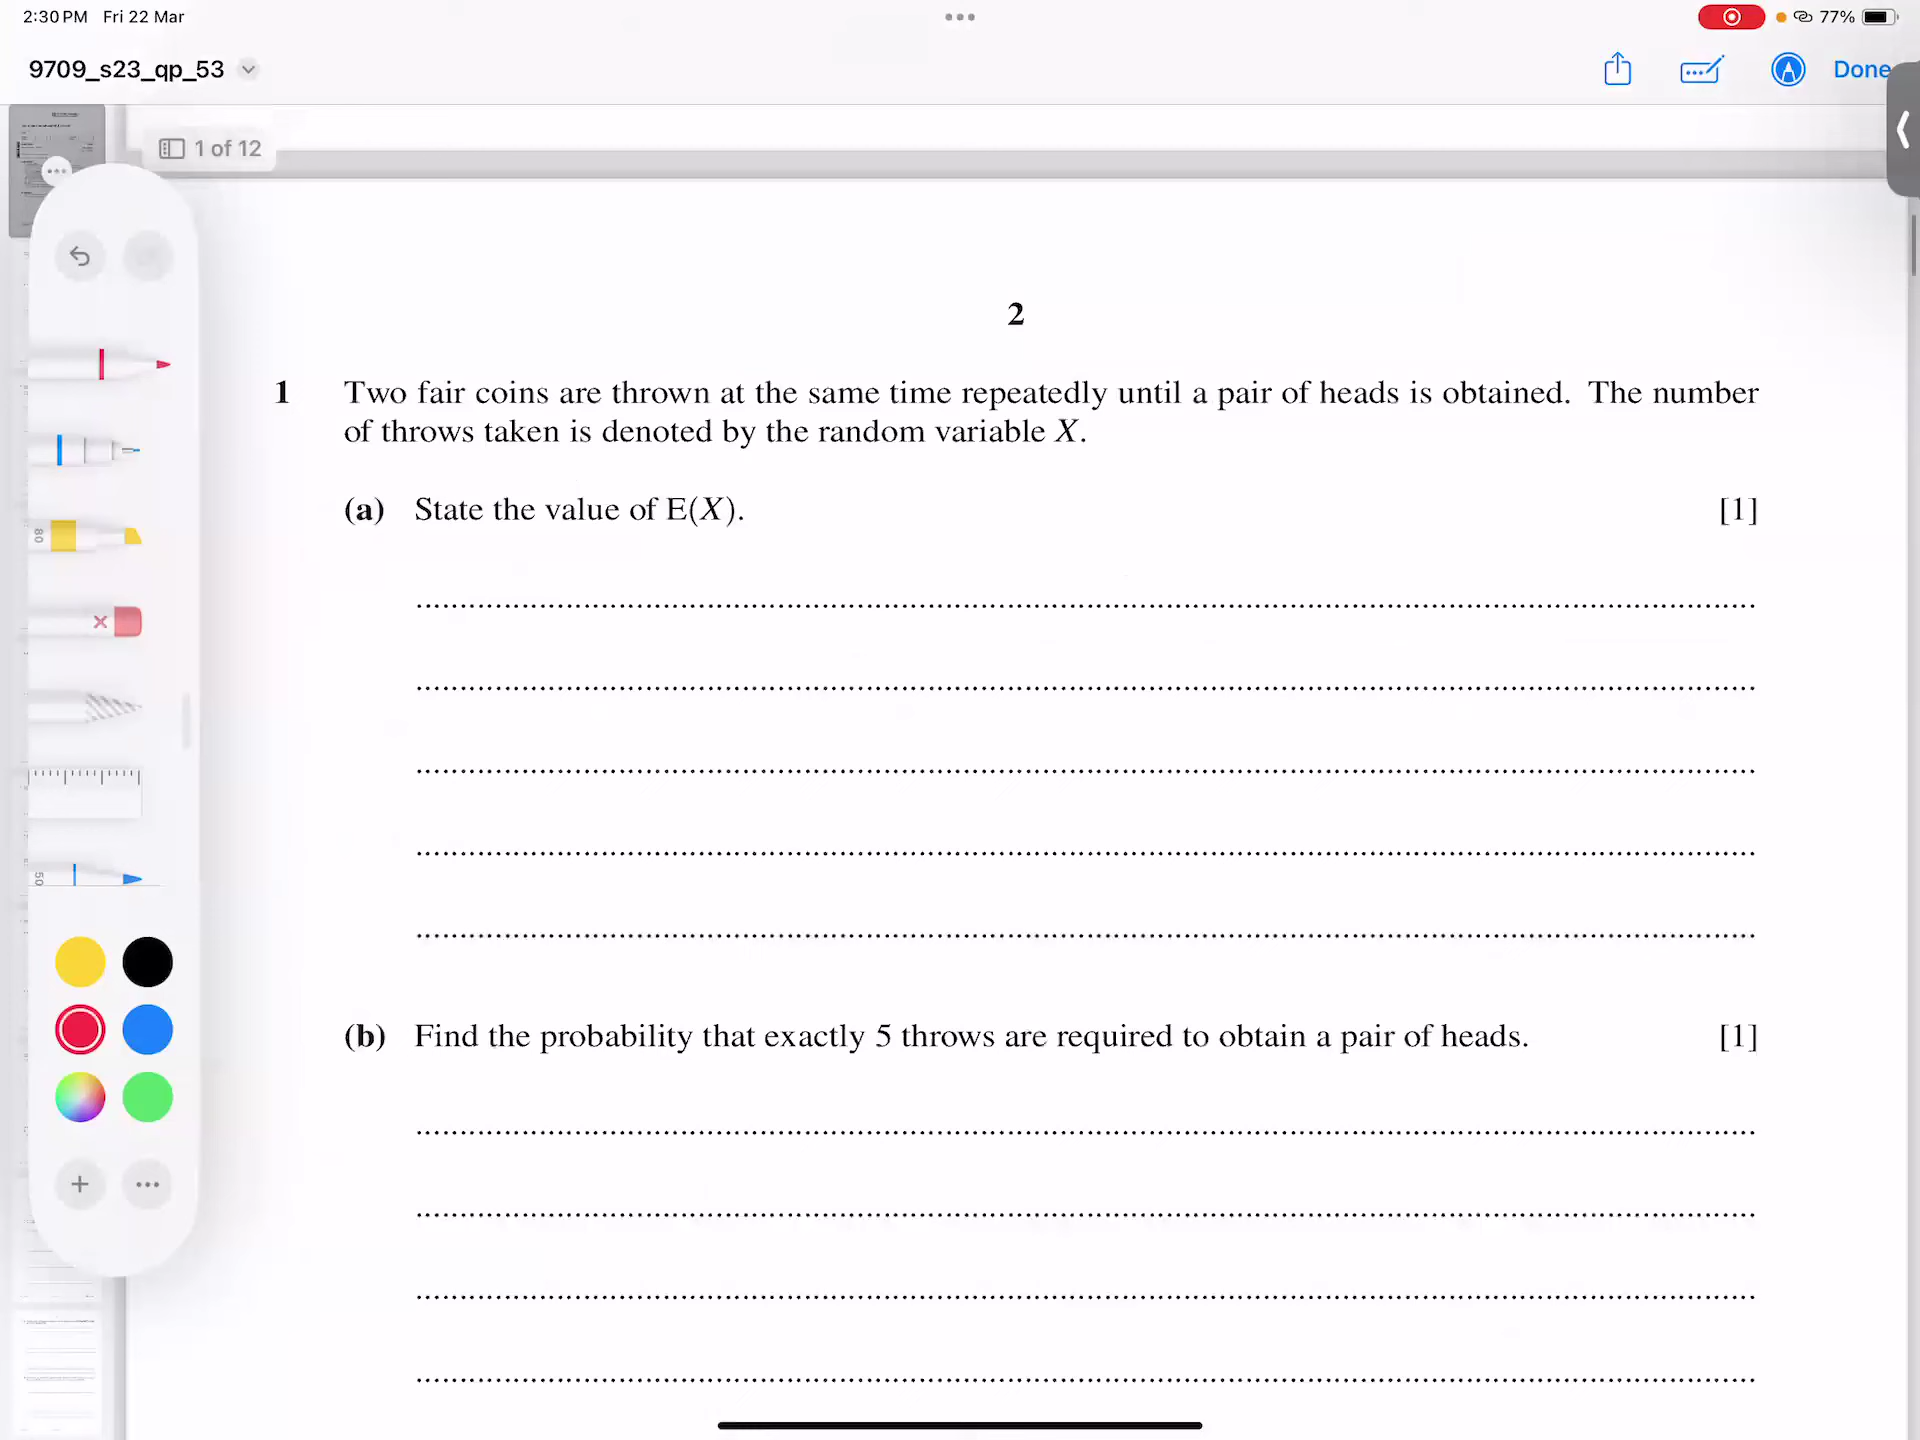 2:30 PM Fri 22 Mar
77%
9709_s23_qp_53
Done
1 of 12
2
1 Two fair coins are thrown at the same time repeatedly until a pair of heads is obtained. The number
of throws taken is denoted by the random variable X.
(a) State the value of E(X). [1]
80
50
(b) Find the probability that exactly 5 throws are required to obtain a pair of heads. [1]